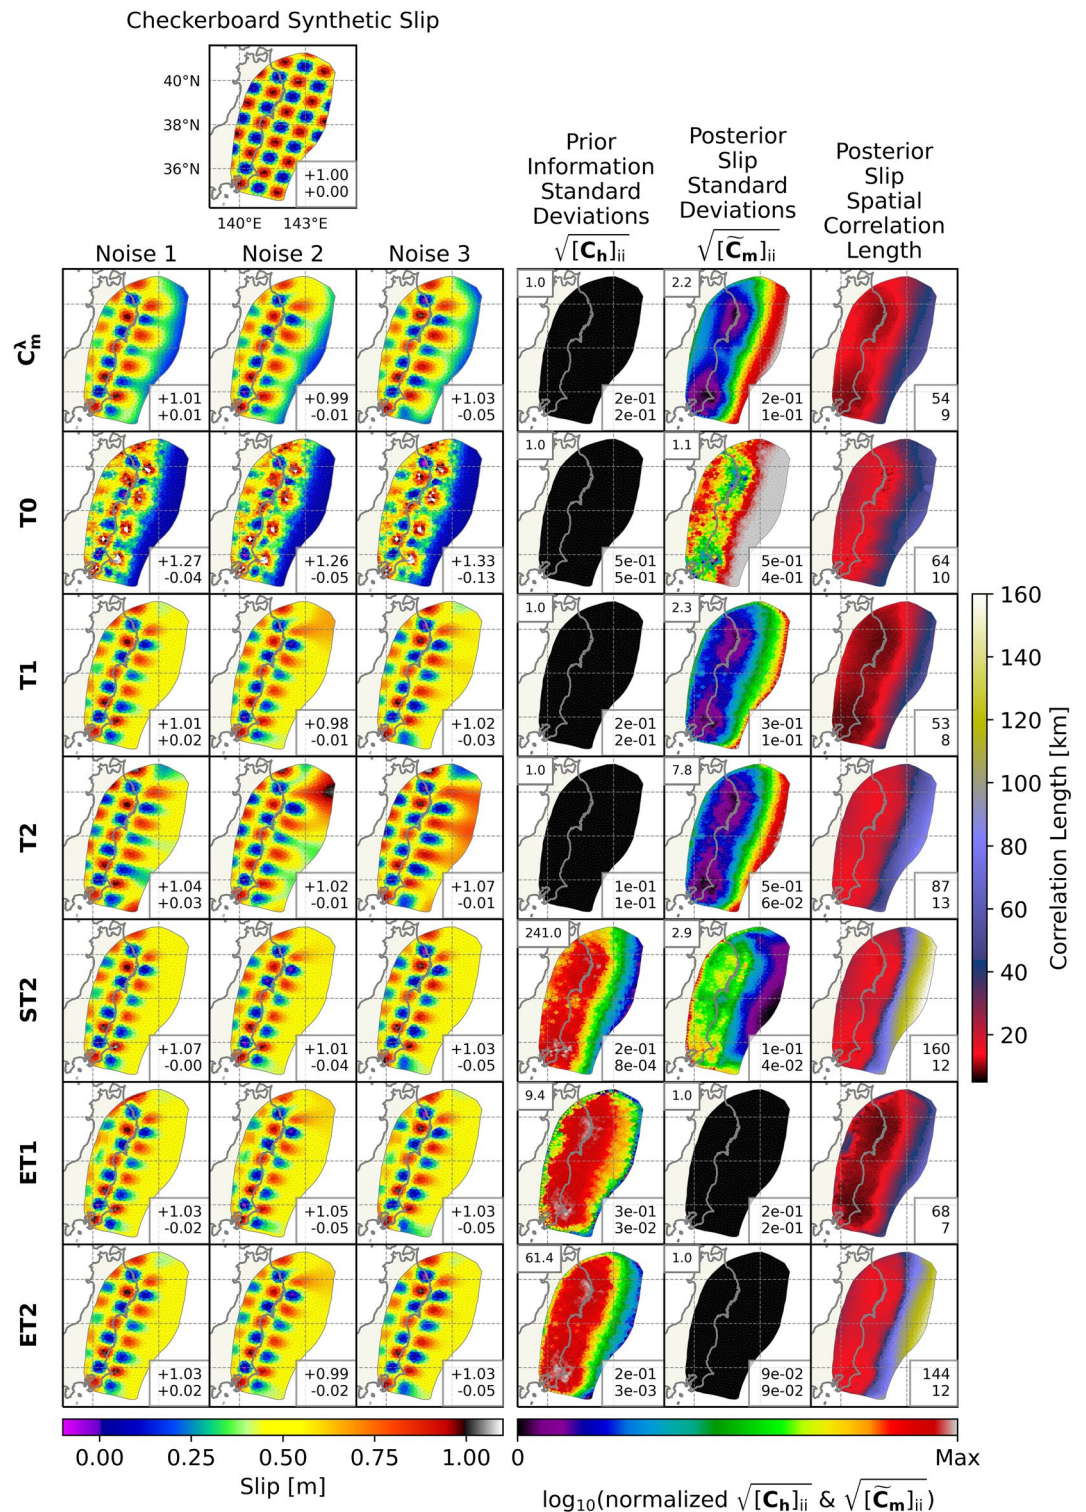 Checkerboard Synthetic Slip
40°N
38°N
36°N
+1.00
+0.00
140°E 143°E
Prior
Information
Standard
Deviations
√[C_h]_ii
Posterior
Slip
Standard
Deviations
√[C̃_m]_ii
Posterior
Slip
Spatial
Correlation
Length
Noise 1 Noise 2 Noise 3
C_m^λ
+1.01
+0.01
+0.99
-0.01
+1.03
-0.05
1.0
2e-01
2e-01
2.2
2e-01
1e-01
54
9
T0
+1.27
-0.04
+1.26
-0.05
+1.33
-0.13
1.0
5e-01
5e-01
1.1
5e-01
4e-01
64
10
T1
+1.01
+0.02
+0.98
-0.01
+1.02
-0.03
1.0
2e-01
2e-01
2.3
3e-01
1e-01
53
8
T2
+1.04
+0.03
+1.02
-0.01
+1.07
-0.01
1.0
1e-01
1e-01
7.8
5e-01
6e-02
87
13
ST2
+1.07
-0.00
+1.01
-0.04
+1.03
-0.05
241.0
2e-01
8e-04
2.9
1e-01
4e-02
160
12
ET1
+1.03
-0.02
+1.05
-0.05
+1.03
-0.05
9.4
3e-01
3e-02
1.0
2e-01
2e-01
68
7
ET2
+1.03
+0.02
+0.99
-0.02
+1.03
-0.05
61.4
2e-01
3e-03
1.0
9e-02
9e-02
144
12
160
140
120
100
80
60
40
20
Correlation Length [km]
0.00 0.25 0.50 0.75 1.00
Slip [m]
0 Max
log₁₀(normalized √[C_h]_ii & √[C̃_m]_ii)